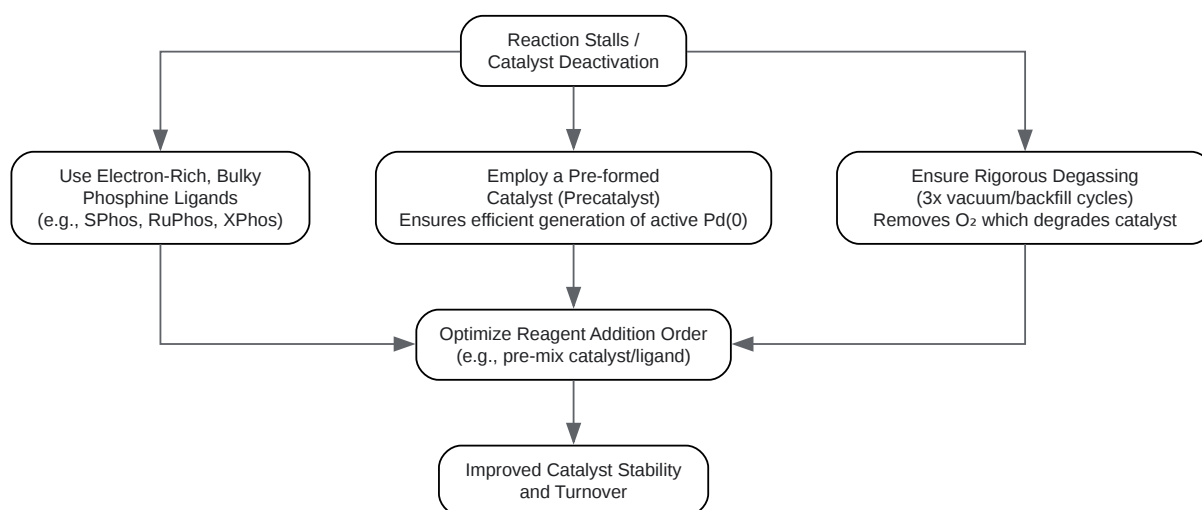 Reaction Stalls /
Catalyst Deactivation
Use Electron-Rich, Bulky
Phosphine Ligands
(e.g., SPhos, RuPhos, XPhos)
Employ a Pre-formed
Catalyst (Precatalyst)
Ensures efficient generation of active Pd(0)
Ensure Rigorous Degassing
(3x vacuum/backfill cycles)
Removes O₂ which degrades catalyst
Optimize Reagent Addition Order
(e.g., pre-mix catalyst/ligand)
Improved Catalyst Stability
and Turnover